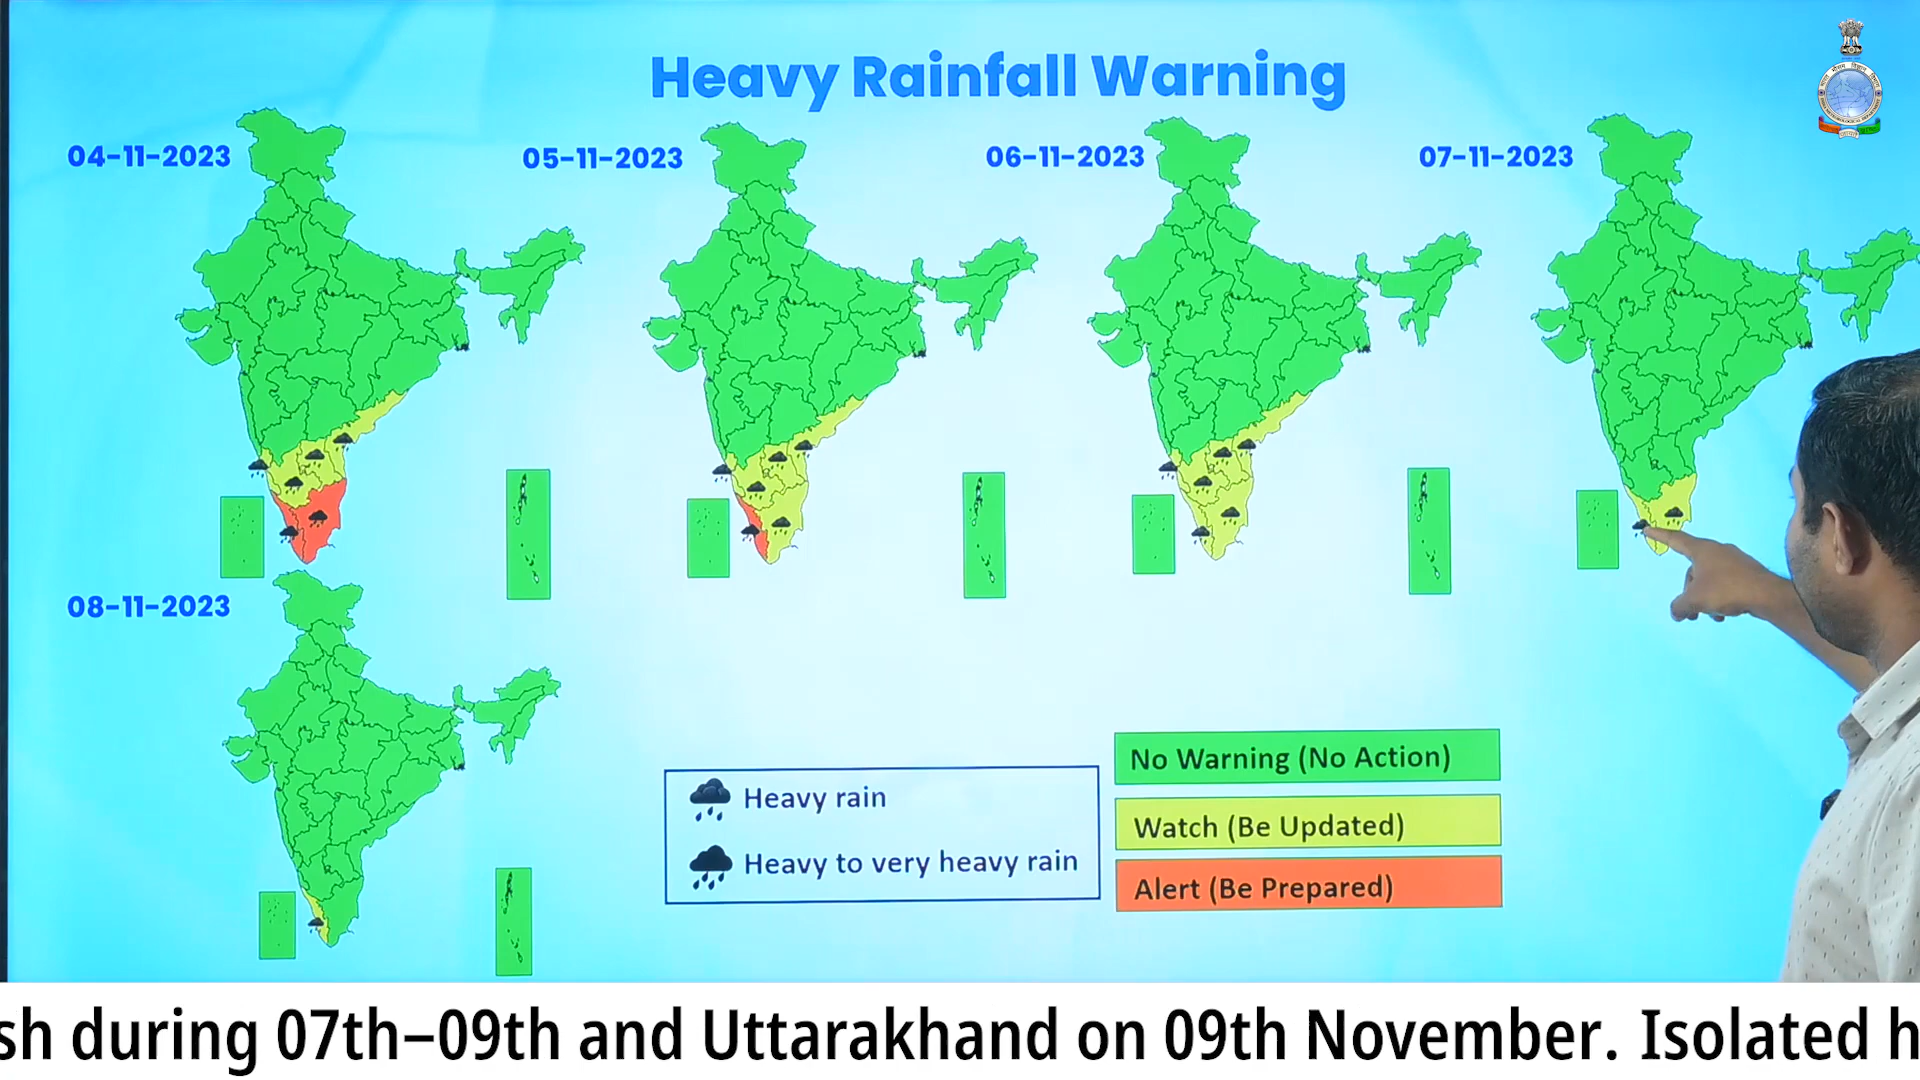 Heavy Rainfall Warning
04-11-2023
05-11-2023
06-11-2023
07-11-2023
08-11-2023
Heavy rain
Heavy to very heavy rain
No Warning (No Action)
Watch (Be Updated)
Alert (Be Prepared)
sh during 07th–09th and Uttarakhand on 09th November. Isolated h